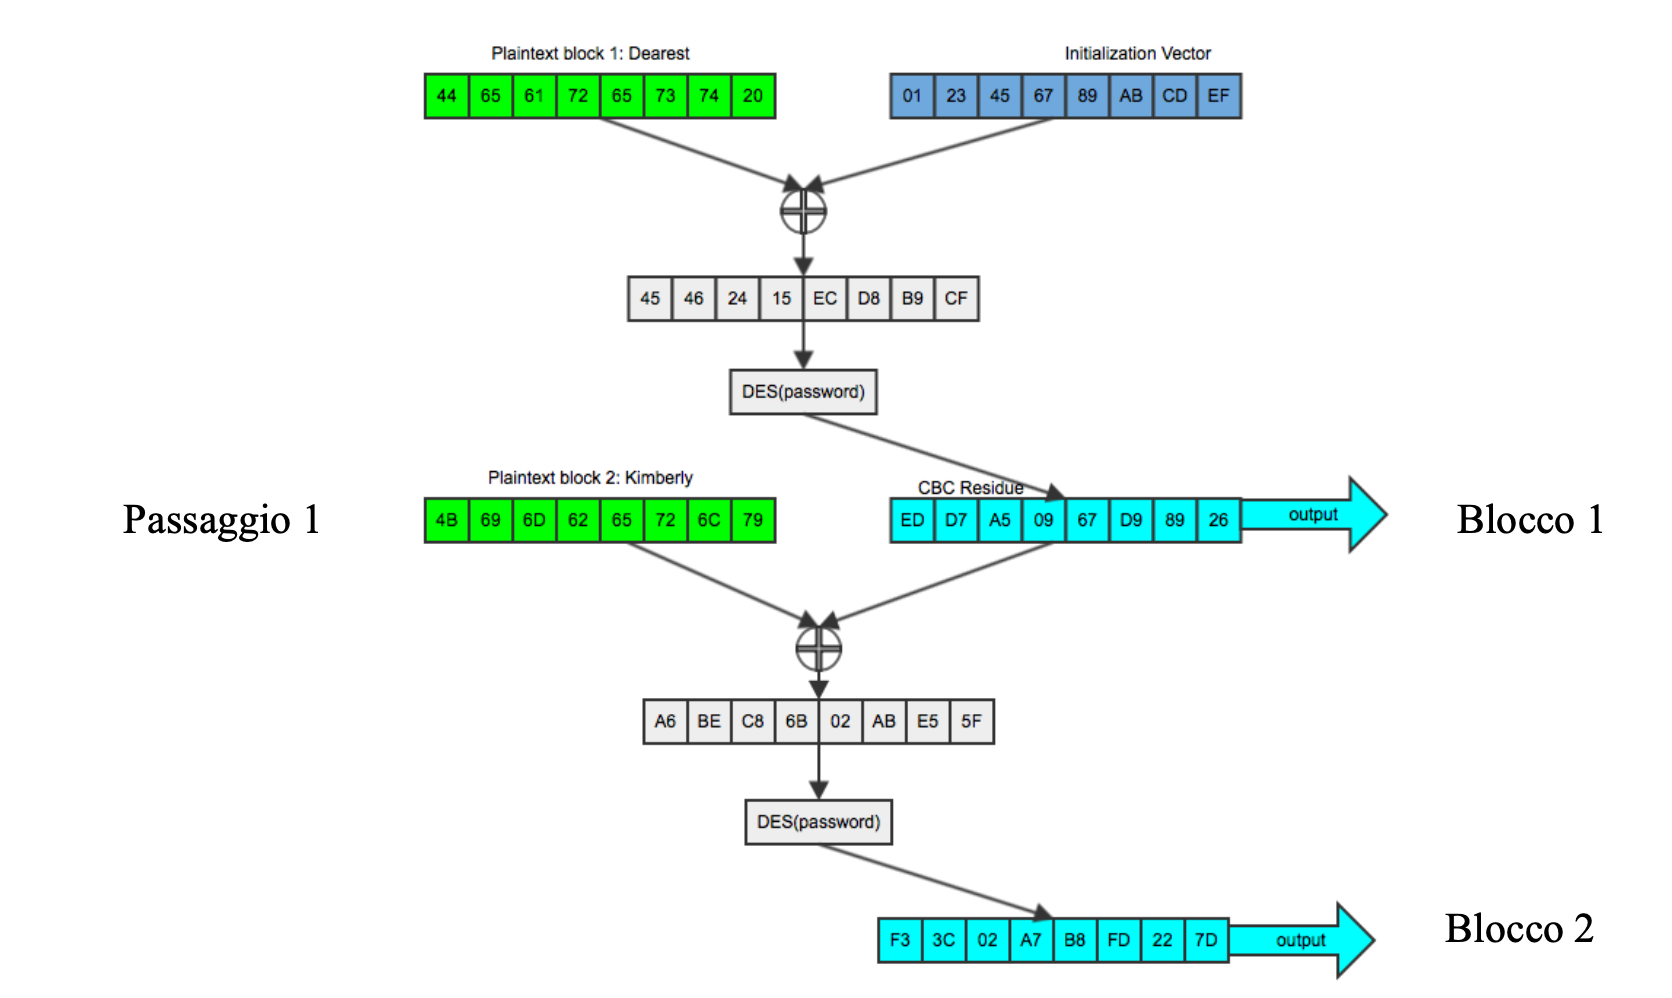 Plaintext block 1: Dearest
Initialization Vector
44 65 61 72 65 73 74 20
01 23 45 67 89 AB CD EF
45 46 24 15 EC D8 B9 CF
DES(password)
Plaintext block 2: Kimberly
CBC Residue
Passaggio 1
4B 69 6D 62 65 72 6C 79
ED D7 A5 09 67 D9 89 26
output
Blocco 1
A6 BE C8 6B 02 AB E5 5F
DES(password)
F3 3C 02 A7 B8 FD 22 7D
output
Blocco 2